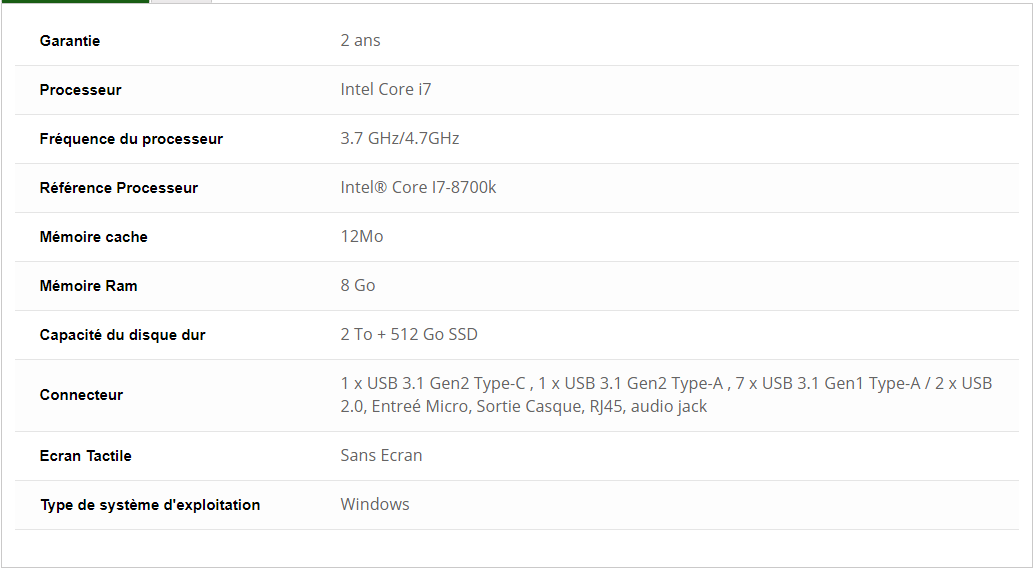 Garantie 2 ans
Processeur Intel Core i7
Fréquence du processeur 3.7 GHz/4.7GHz
Référence Processeur Intel® Core I7-8700k
Mémoire cache 12Mo
Mémoire Ram 8 Go
Capacité du disque dur 2 To + 512 Go SSD
Connecteur 1 x USB 3.1 Gen2 Type-C , 1 x USB 3.1 Gen2 Type-A , 7 x USB 3.1 Gen1 Type-A / 2 x USB
2.0, Entreé Micro, Sortie Casque, RJ45, audio jack
Ecran Tactile Sans Ecran
Type de système d'exploitation Windows